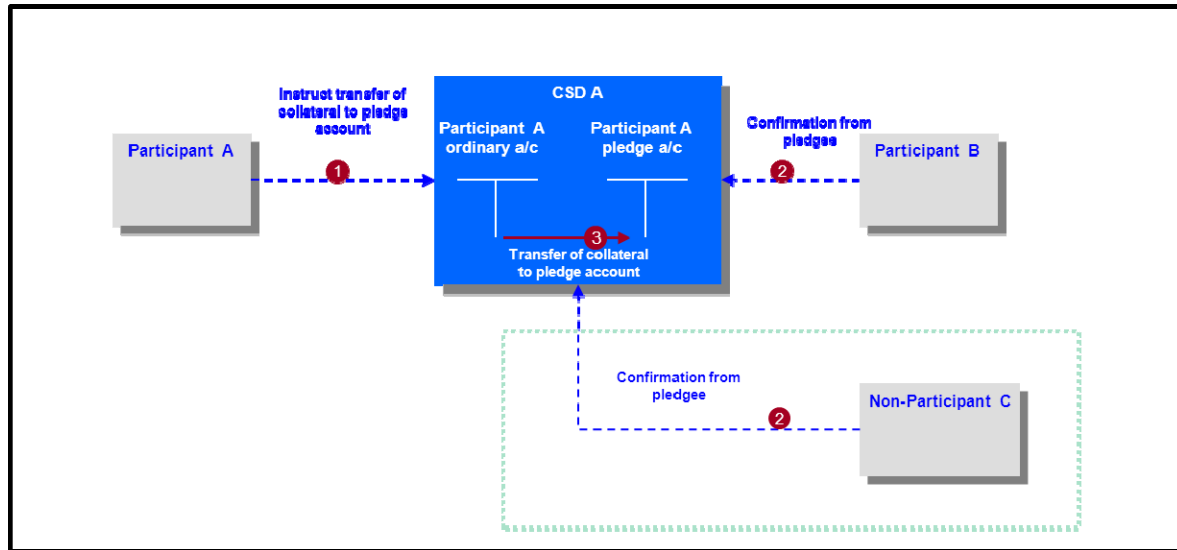 CSD A
Instruct transfer of
collateral to pledge
account
Participant A
1
Participant A
ordinary a/c
Participant A
pledge a/c
3
Transfer of collateral
to pledge account
Confirmation from
pledgee
2
Participant B
Confirmation from
pledgee
2
Non-Participant C